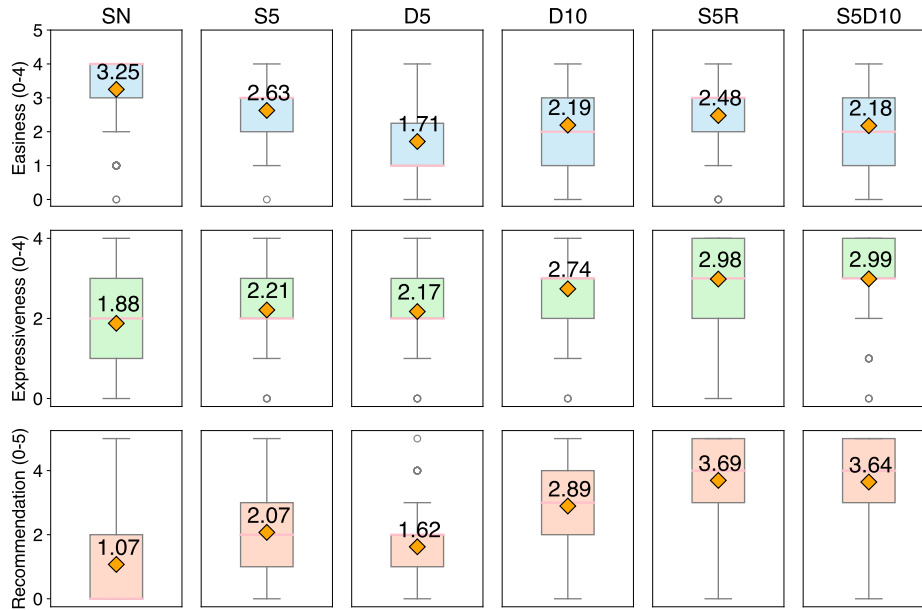 SN S5 D5 D10 S5R S5D10
Easiness (0-4)
5
4
3
2
1
0
3.25 2.63 1.71 2.19 2.48 2.18
Expressiveness (0-4)
4
2
0
1.88 2.21 2.17 2.74 2.98 2.99
Recommendation (0-5)
4
2
0
1.07 2.07 1.62 2.89 3.69 3.64